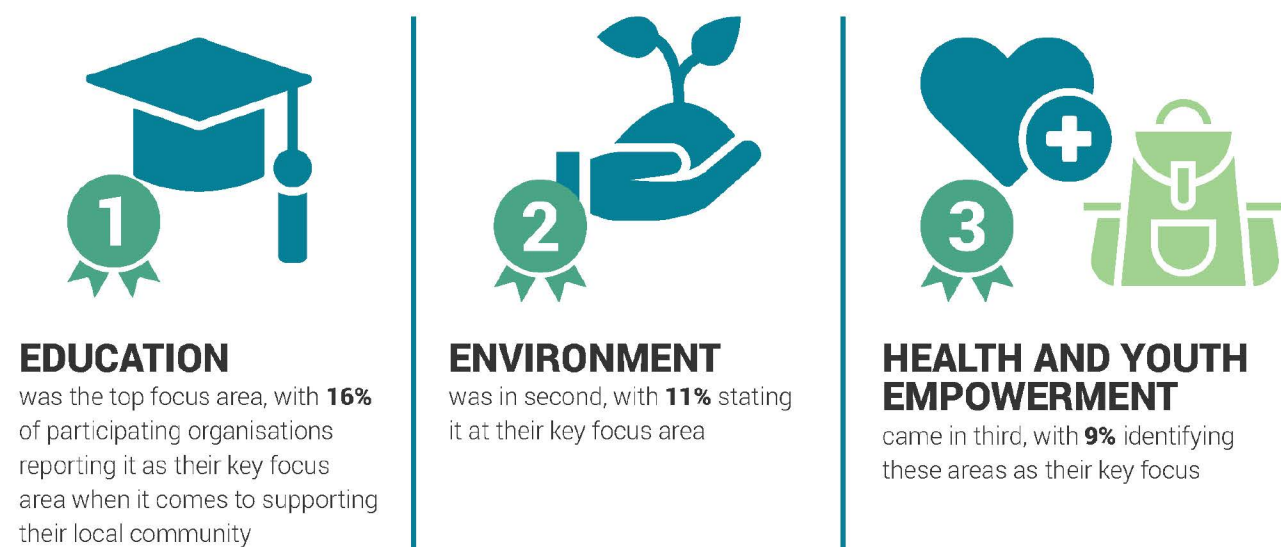 1
EDUCATION
was the top focus area, with 16%
of participating organisations
reporting it as their key focus
area when it comes to supporting
their local community
2
ENVIRONMENT
was in second, with 11% stating
it at their key focus area
3
HEALTH AND YOUTH
EMPOWERMENT
came in third, with 9% identifying
these areas as their key focus